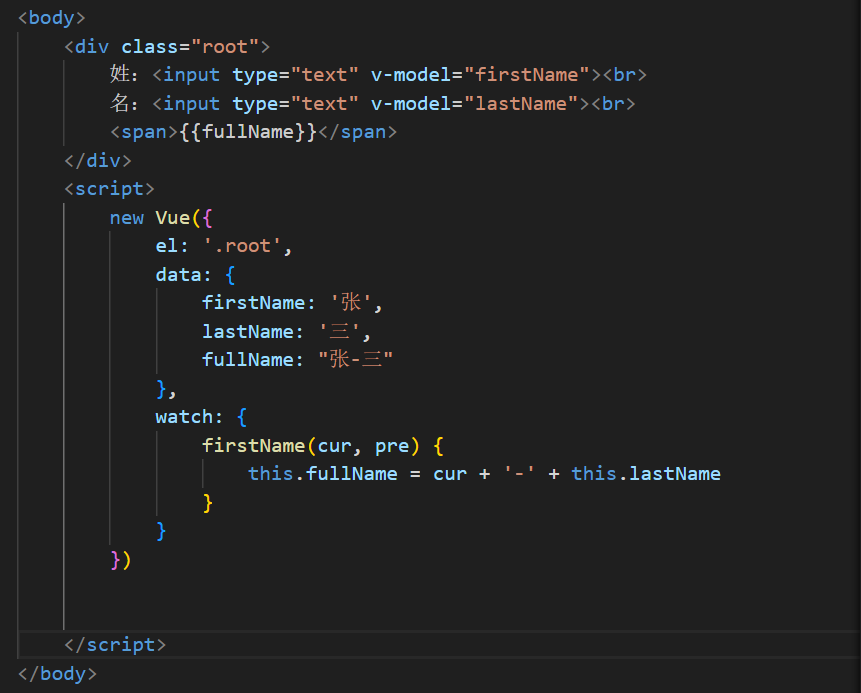 <body>
<div class="root">
姓：<input type="text" v-model="firstName"><br>
名：<input type="text" v-model="lastName"><br>
<span>{{fullName}}</span>
</div>
<script>
new Vue({
el: '.root',
data: {
firstName: '张',
lastName: '三',
fullName: "张-三"
},
watch: {
firstName(cur, pre) {
this.fullName = cur + '-' + this.lastName
}
}
})
</script>
</body>